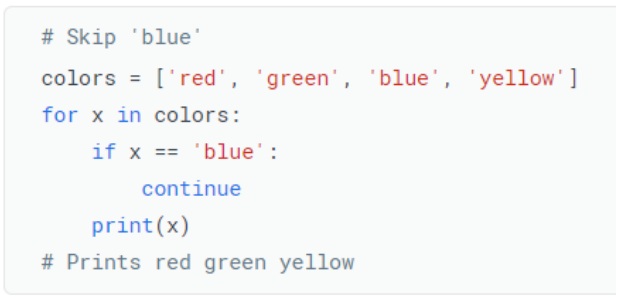 # Skip 'blue'
colors = ['red', 'green', 'blue', 'yellow']
for x in colors:
    if x == 'blue':
        continue
    print(x)
# Prints red green yellow